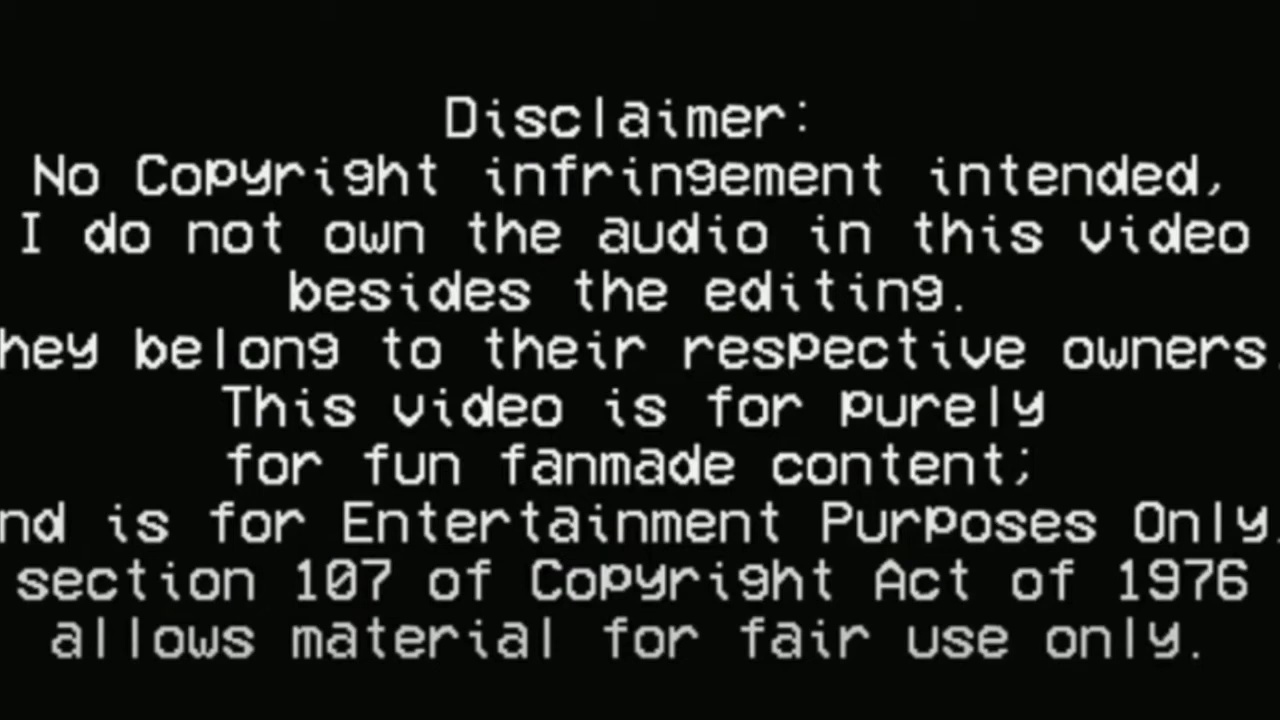 Disclaimer:
No Copyright infringement intended,
I do not own the audio in this video
besides the editing.
hey belong to their respective owners.
This video is for purely
for fun fanmade content;
nd is for Entertainment Purposes Only.
section 107 of Copyright Act of 1976
allows material for fair use only.